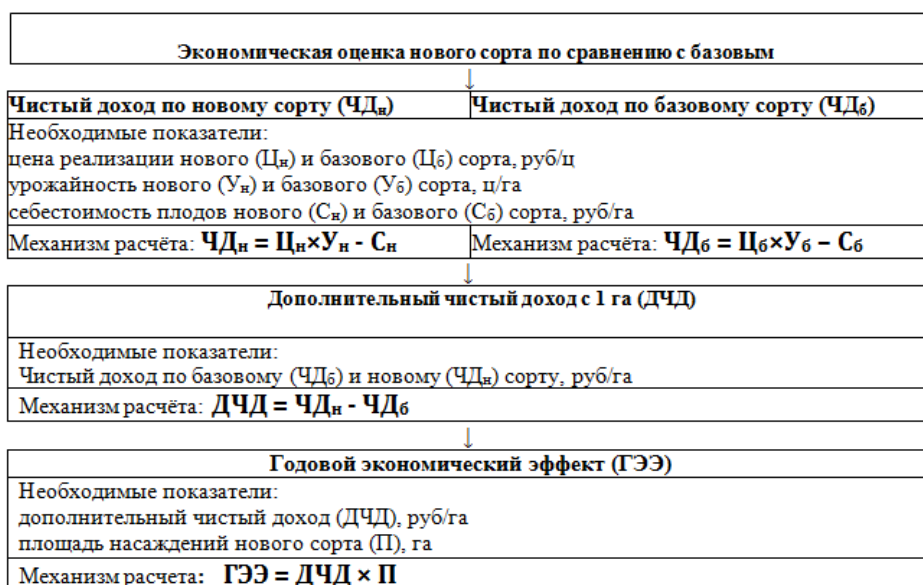 Экономическая оценка нового сорта по сравнению с базовым
↓
Чистый доход по новому сорту (ЧДн)
Чистый доход по базовому сорту (ЧДб)
Необходимые показатели:
цена реализации нового (Цн) и базового (Цб) сорта, руб/ц
урожайность нового (Ун) и базового (Уб) сорта, ц/га
себестоимость плодов нового (Сн) и базового (Сб) сорта, руб/га
Механизм расчёта: ЧДн = Цн×Ун - Сн
Механизм расчёта: ЧДб = Цб×Уб – Сб
↓
Дополнительный чистый доход с 1 га (ДЧД)
Необходимые показатели:
Чистый доход по базовому (ЧДб) и новому (ЧДн) сорту, руб/га
Механизм расчёта: ДЧД = ЧДн - ЧДб
↓
Годовой экономический эффект (ГЭЭ)
Необходимые показатели:
дополнительный чистый доход (ДЧД), руб/га
площадь насаждений нового сорта (П), га
Механизм расчета: ГЭЭ = ДЧД × П